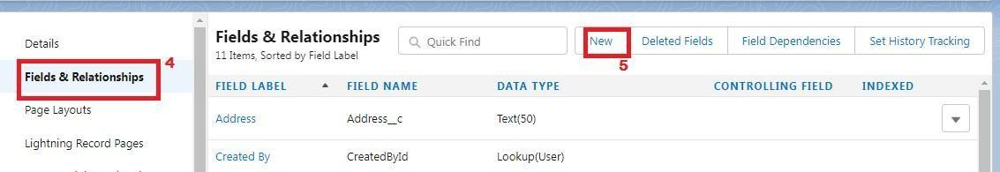 Details
4
Fields & Relationships
Page Layouts
Lightning Record Pages
Fields & Relationships
11 Items, Sorted by Field Label
Quick Find
New
Deleted Fields
Field Dependencies
Set History Tracking
5
FIELD LABEL FIELD NAME DATA TYPE CONTROLLING FIELD INDEXED
Address Address__c Text(50)
Created By CreatedById Lookup(User)